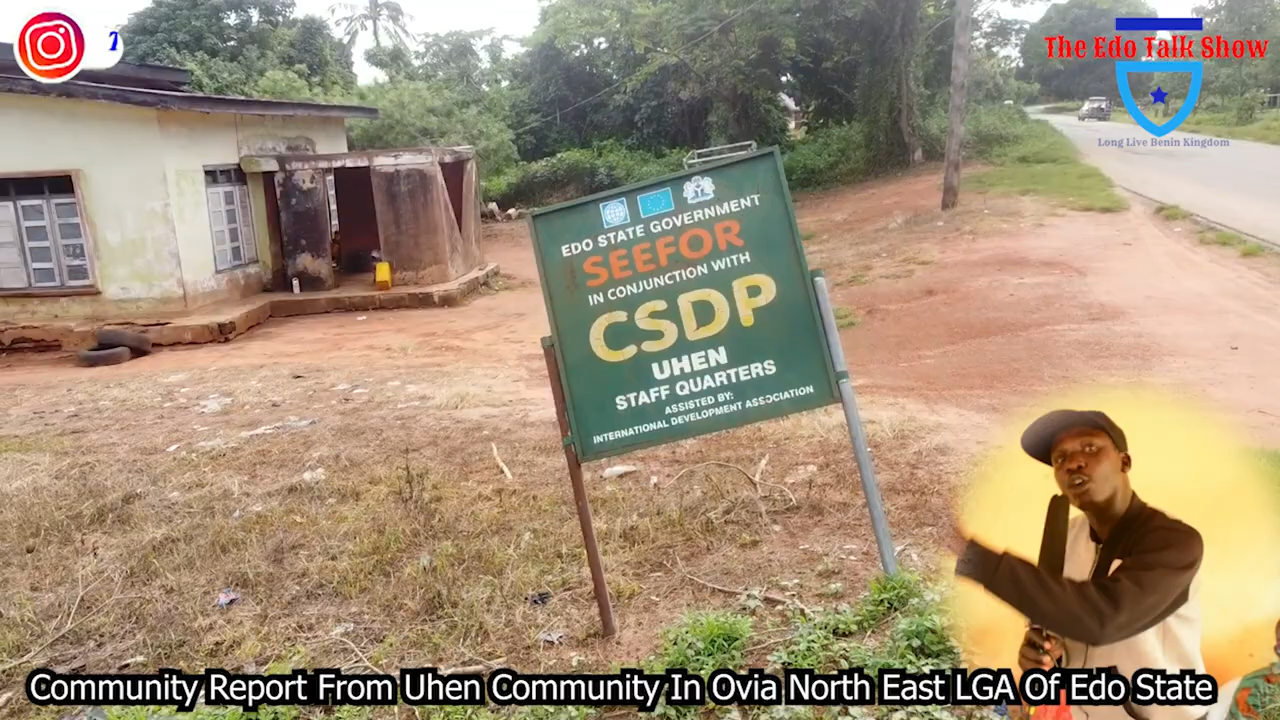 The Edo Talk Show
Long Live Benin Kingdom
EDO STATE GOVERNMENT
SEEFOR
IN CONJUNCTION WITH
CSDP
UHEN
STAFF QUARTERS
ASSISTED BY:
INTERNATIONAL DEVELOPMENT ASSOCIATION
Community Report From Uhen Community In Ovia North East LGA Of Edo State